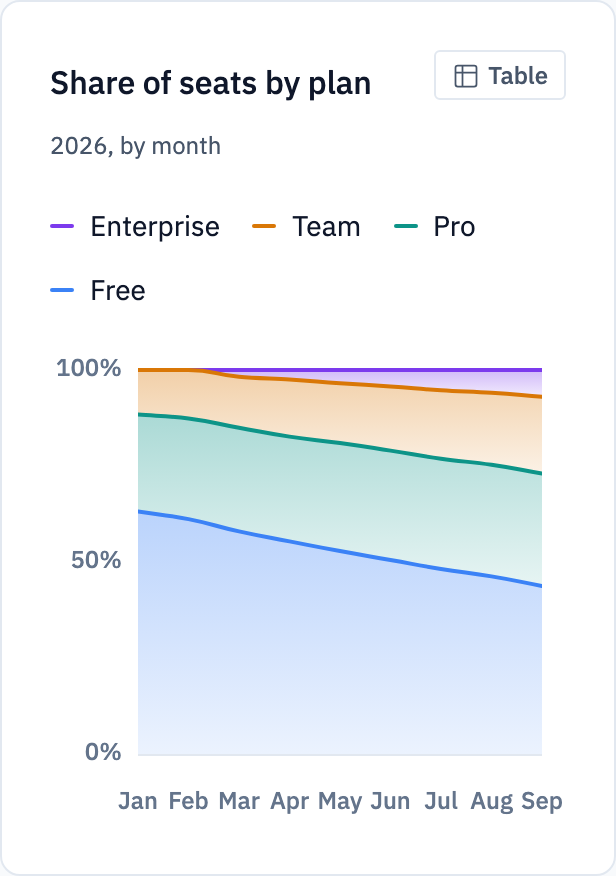 Share of seats by plan
Table
2026, by month
Enterprise Team Pro
Free
100%
50%
0%
Jan Feb Mar Apr May Jun Jul Aug Sep